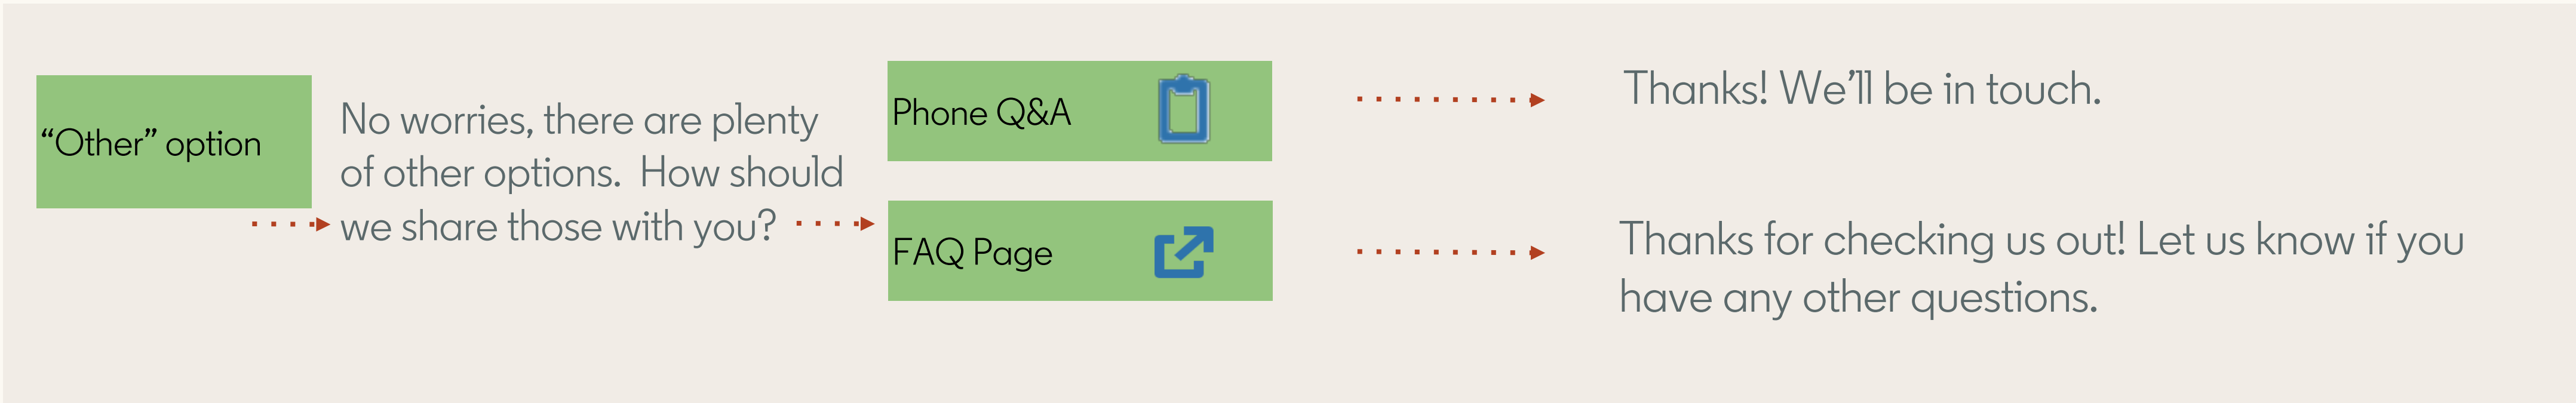 “Other” option
No worries, there are plenty
of other options.  How should
we share those with you?
Phone Q&A
FAQ Page
Thanks! We’ll be in touch.
Thanks for checking us out! Let us know if you
have any other questions.